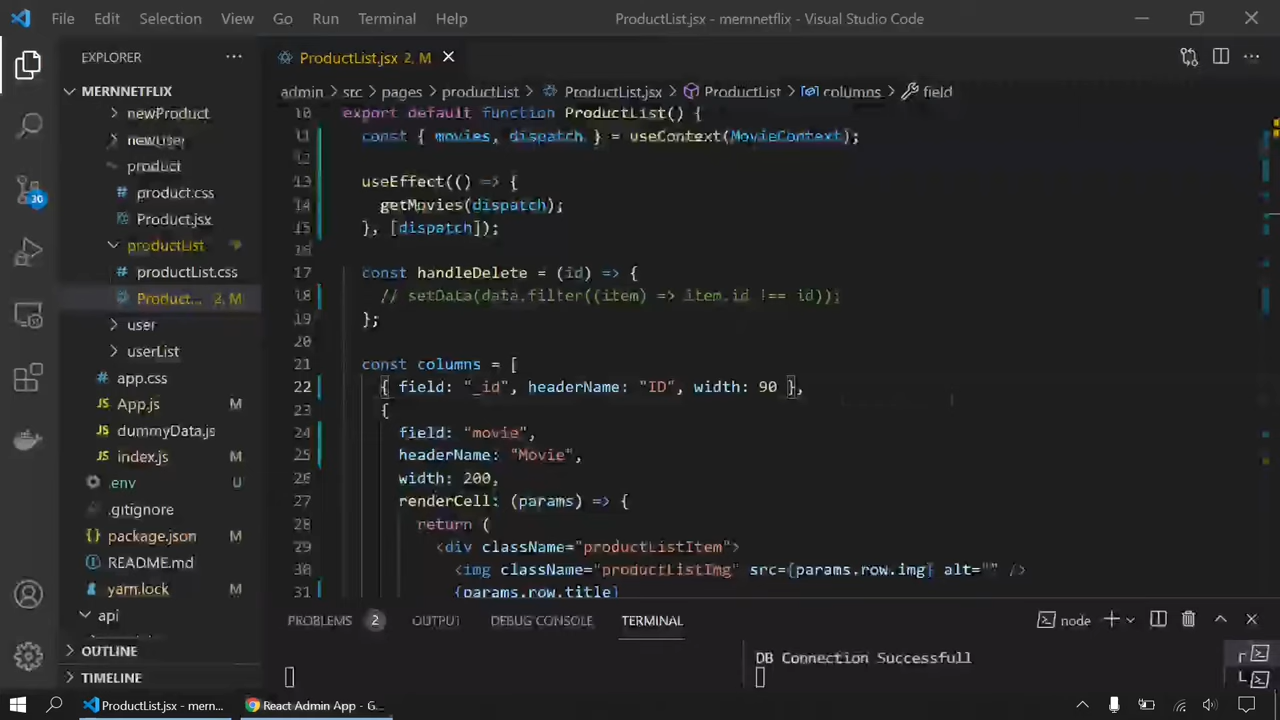 File Edit Selection View Go Run Terminal Help ProductList.jsx - mernnetflix - Visual Studio Code
EXPLORER
ProductList.jsx 2, M
MERNNETFLIX
admin > src > pages > productList > ProductList.jsx > ProductList > columns > field
newProduct
newUser
product
product.css
Product.jsx
productList
productList.css
Product... 2, M
user
userList
app.css
App.js M
dummyData.js
index.js M
.env U
.gitignore
package.json M
README.md
yarn.lock M
api
OUTLINE
TIMELINE
30
10 export default function ProductList() {
11 const { movies, dispatch } = useContext(MovieContext);
12
13 useEffect(() => {
14 getMovies(dispatch);
15 }, [dispatch]);
16
17 const handleDelete = (id) => {
18 // setData(data.filter((item) => item.id !== id));
19 };
20
21 const columns = [
22 { field: "_id", headerName: "ID", width: 90 },
23 {
24 field: "movie",
25 headerName: "Movie",
26 width: 200,
27 renderCell: (params) => {
28 return (
29 <div className="productListItem">
30 <img className="productListImg" src={params.row.img} alt="" />
31 {params.row.title}
PROBLEMS 2 OUTPUT DEBUG CONSOLE TERMINAL node
DB Connection Successfull
ProductList.jsx - mern... React Admin App - G...